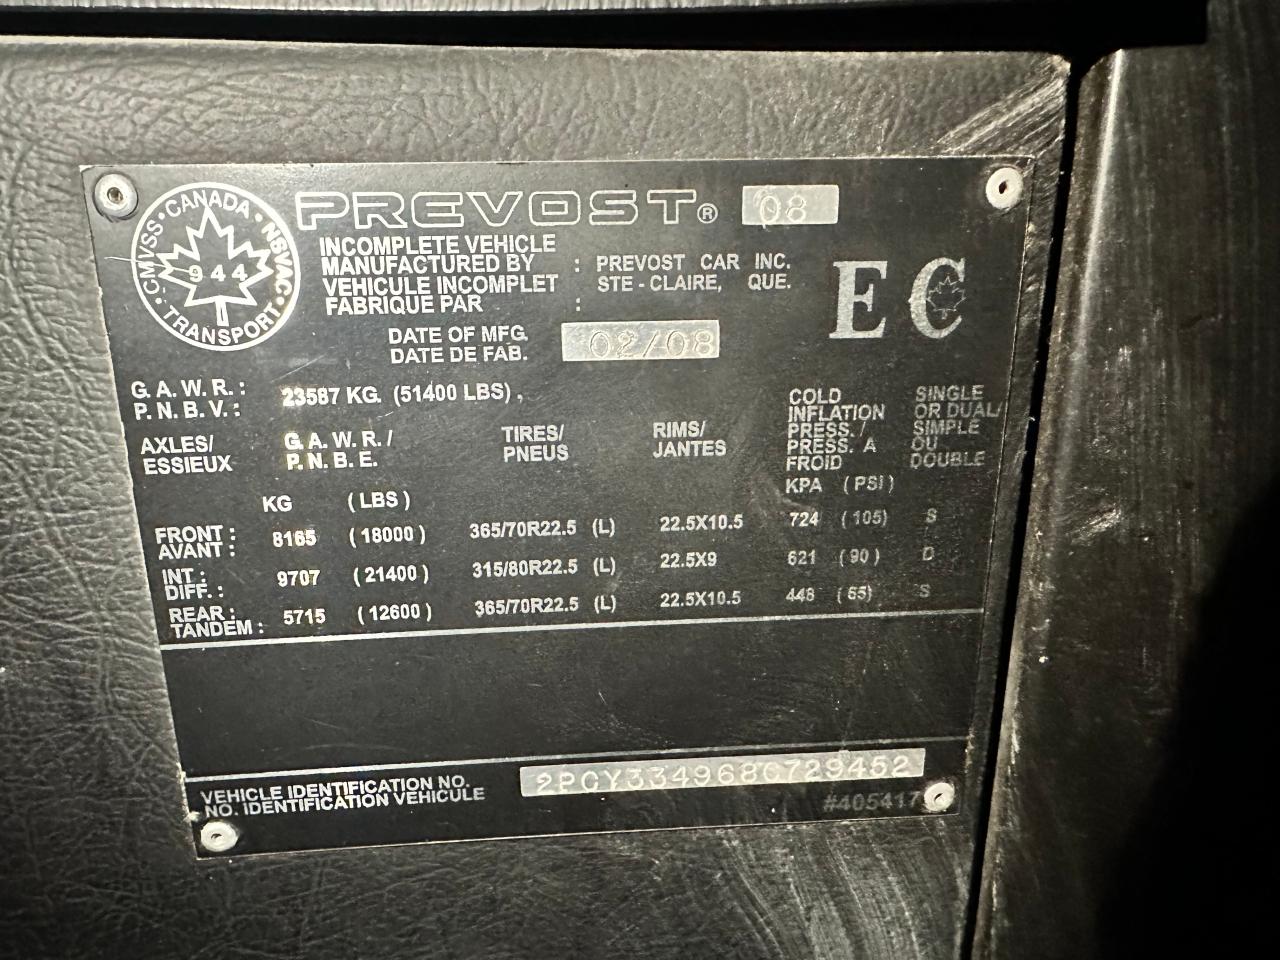 CMVSS • CANADA • NSVAC • TRANSPORT •
944
PREVOST® 08
INCOMPLETE VEHICLE
MANUFACTURED BY : PREVOST CAR INC.
VEHICULE INCOMPLET STE-CLAIRE, QUE.
FABRIQUE PAR :
EC
DATE OF MFG. 02/08
DATE DE FAB.
G. A. W. R. : 23587 KG. (51400 LBS) ,
P. N. B. V. :
AXLES/ G. A. W. R. / TIRES/ RIMS/ COLD INFLATION PRESS. / SINGLE OR DUAL/
ESSIEUX P. N. B. E. PNEUS JANTES PRESS. A FROID SIMPLE OU DOUBLE
KG (LBS) KPA (PSI)
FRONT : 8165 (18000) 365/70R22.5 (L) 22.5X10.5 724 (105) S
AVANT :
INT : 9707 (21400) 315/80R22.5 (L) 22.5X9 621 (90) D
DIFF. :
REAR : 5715 (12600) 365/70R22.5 (L) 22.5X10.5 448 (65) S
TANDEM :
VEHICLE IDENTIFICATION NO. 2PCY334968C729452
NO. IDENTIFICATION VEHICULE
#405417